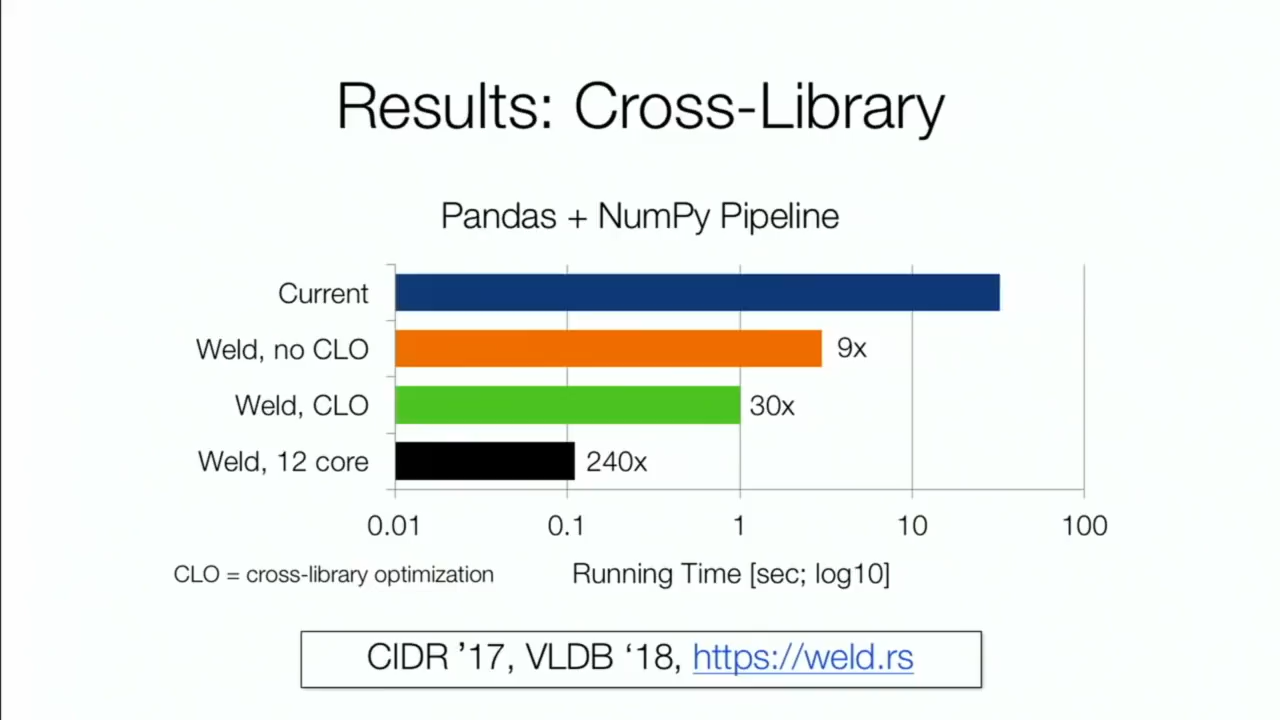 Results: Cross-Library
Pandas + NumPy Pipeline
Current
Weld, no CLO 9x
Weld, CLO 30x
Weld, 12 core 240x
0.01 0.1 1 10 100
CLO = cross-library optimization
Running Time [sec; log10]
CIDR ’17, VLDB ‘18, https://weld.rs